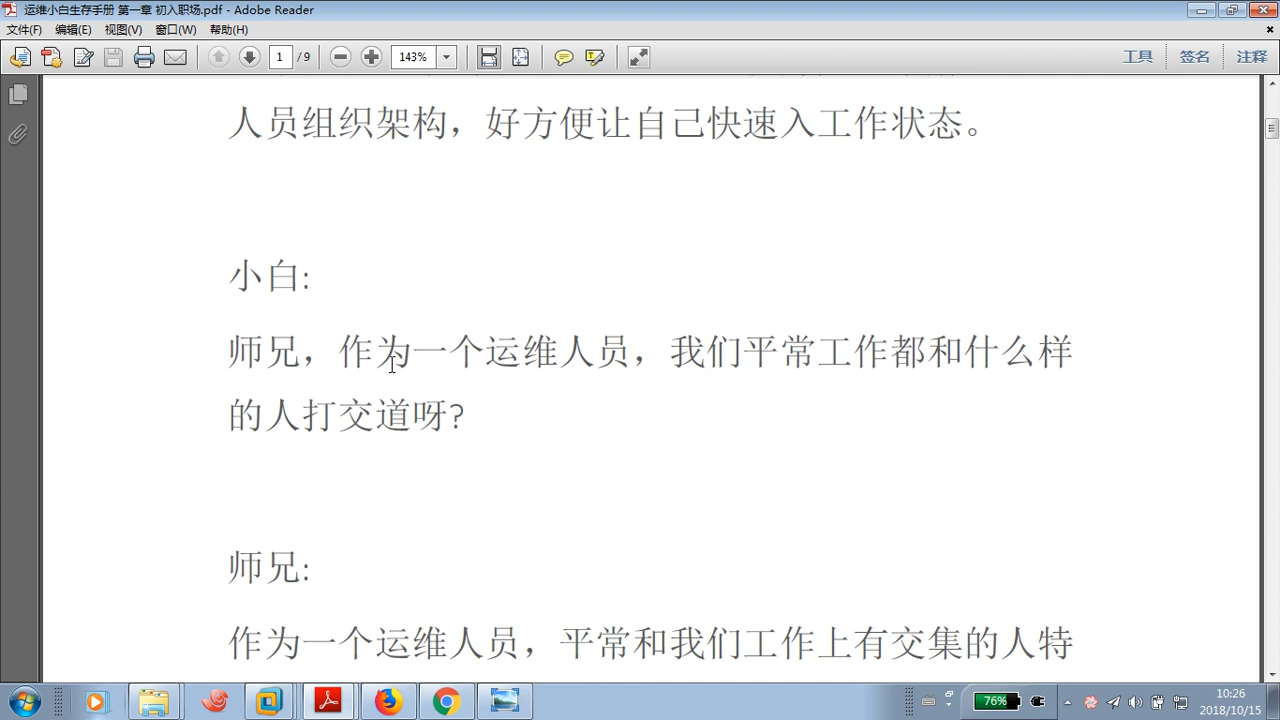 运维小白生存手册 第一章 初入职场.pdf - Adobe Reader
文件(F) 编辑(E) 视图(V) 窗口(W) 帮助(H)
1 / 9 143% 工具 签名 注释
人员组织架构，好方便让自己快速入工作状态。
小白:
师兄，作为一个运维人员，我们平常工作都和什么样
的人打交道呀?
师兄:
作为一个运维人员，平常和我们工作上有交集的人特
76%
10:26
2018/10/15